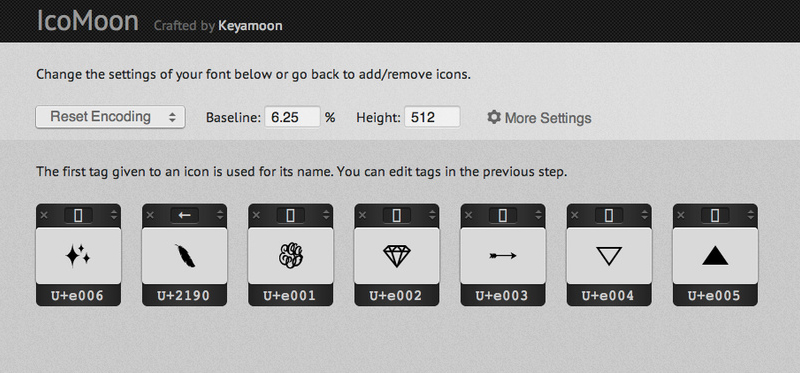 IcoMoon Crafted by Keyamoon
Change the settings of your font below or go back to add/remove icons.
Reset Encoding Baseline: 6.25 % Height: 512 More Settings
The first tag given to an icon is used for its name. You can edit tags in the previous step.
U+e006 U+2190 U+e001 U+e002 U+e003 U+e004 U+e005